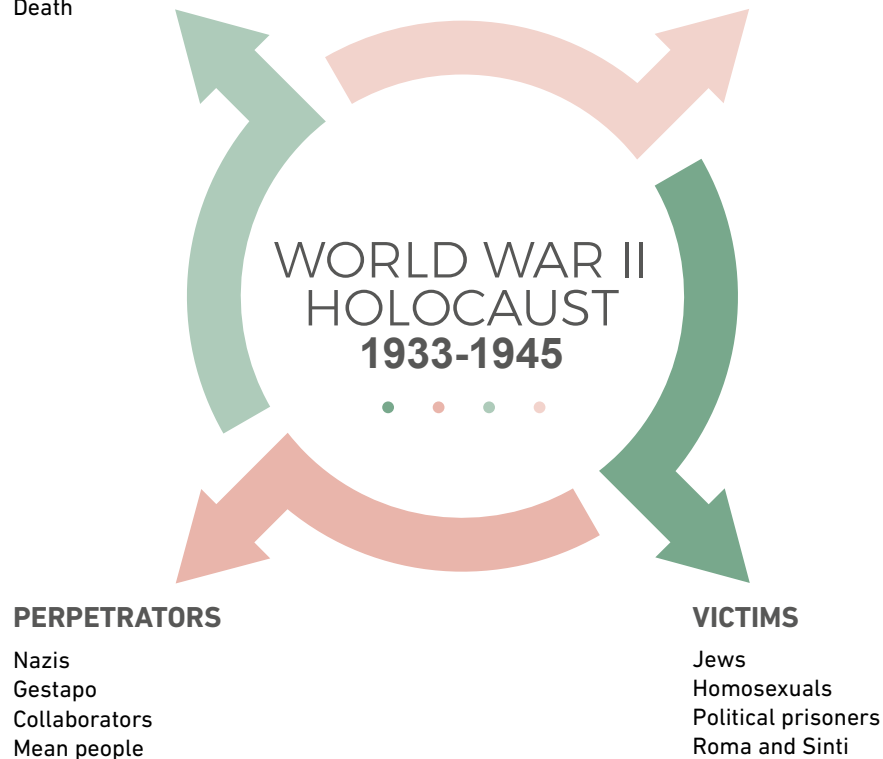 Death
WORLD WAR II
HOLOCAUST
1933-1945
PERPETRATORS
Nazis
Gestapo
Collaborators
Mean people
VICTIMS
Jews
Homosexuals
Political prisoners
Roma and Sinti